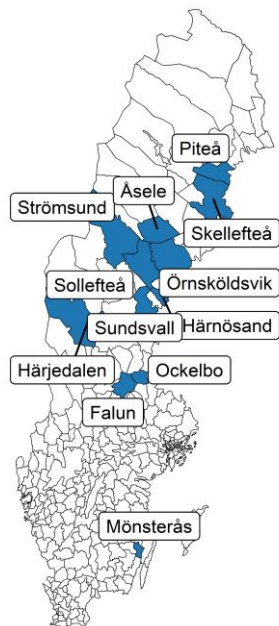 Piteå
Åsele
Strömsund
Skellefteå
Örnsköldsvik
Sollefteå
Härnösand
Sundsvall
Härjedalen
Ockelbo
Falun
Mönsterås